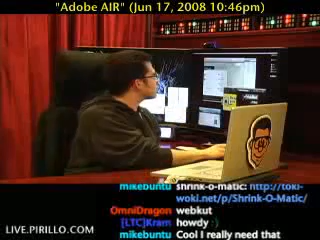 "Adobe AIR" (Jun 17, 2008 10:46pm)
mikebuntu shrink-o-matic: http://toki-
woki.net/p/Shrink-O-Matic/
OmniDragon webkut
[LTC]Kram howdy :)
mikebuntu Cool I really need that
LIVE.PIRILLO.COM